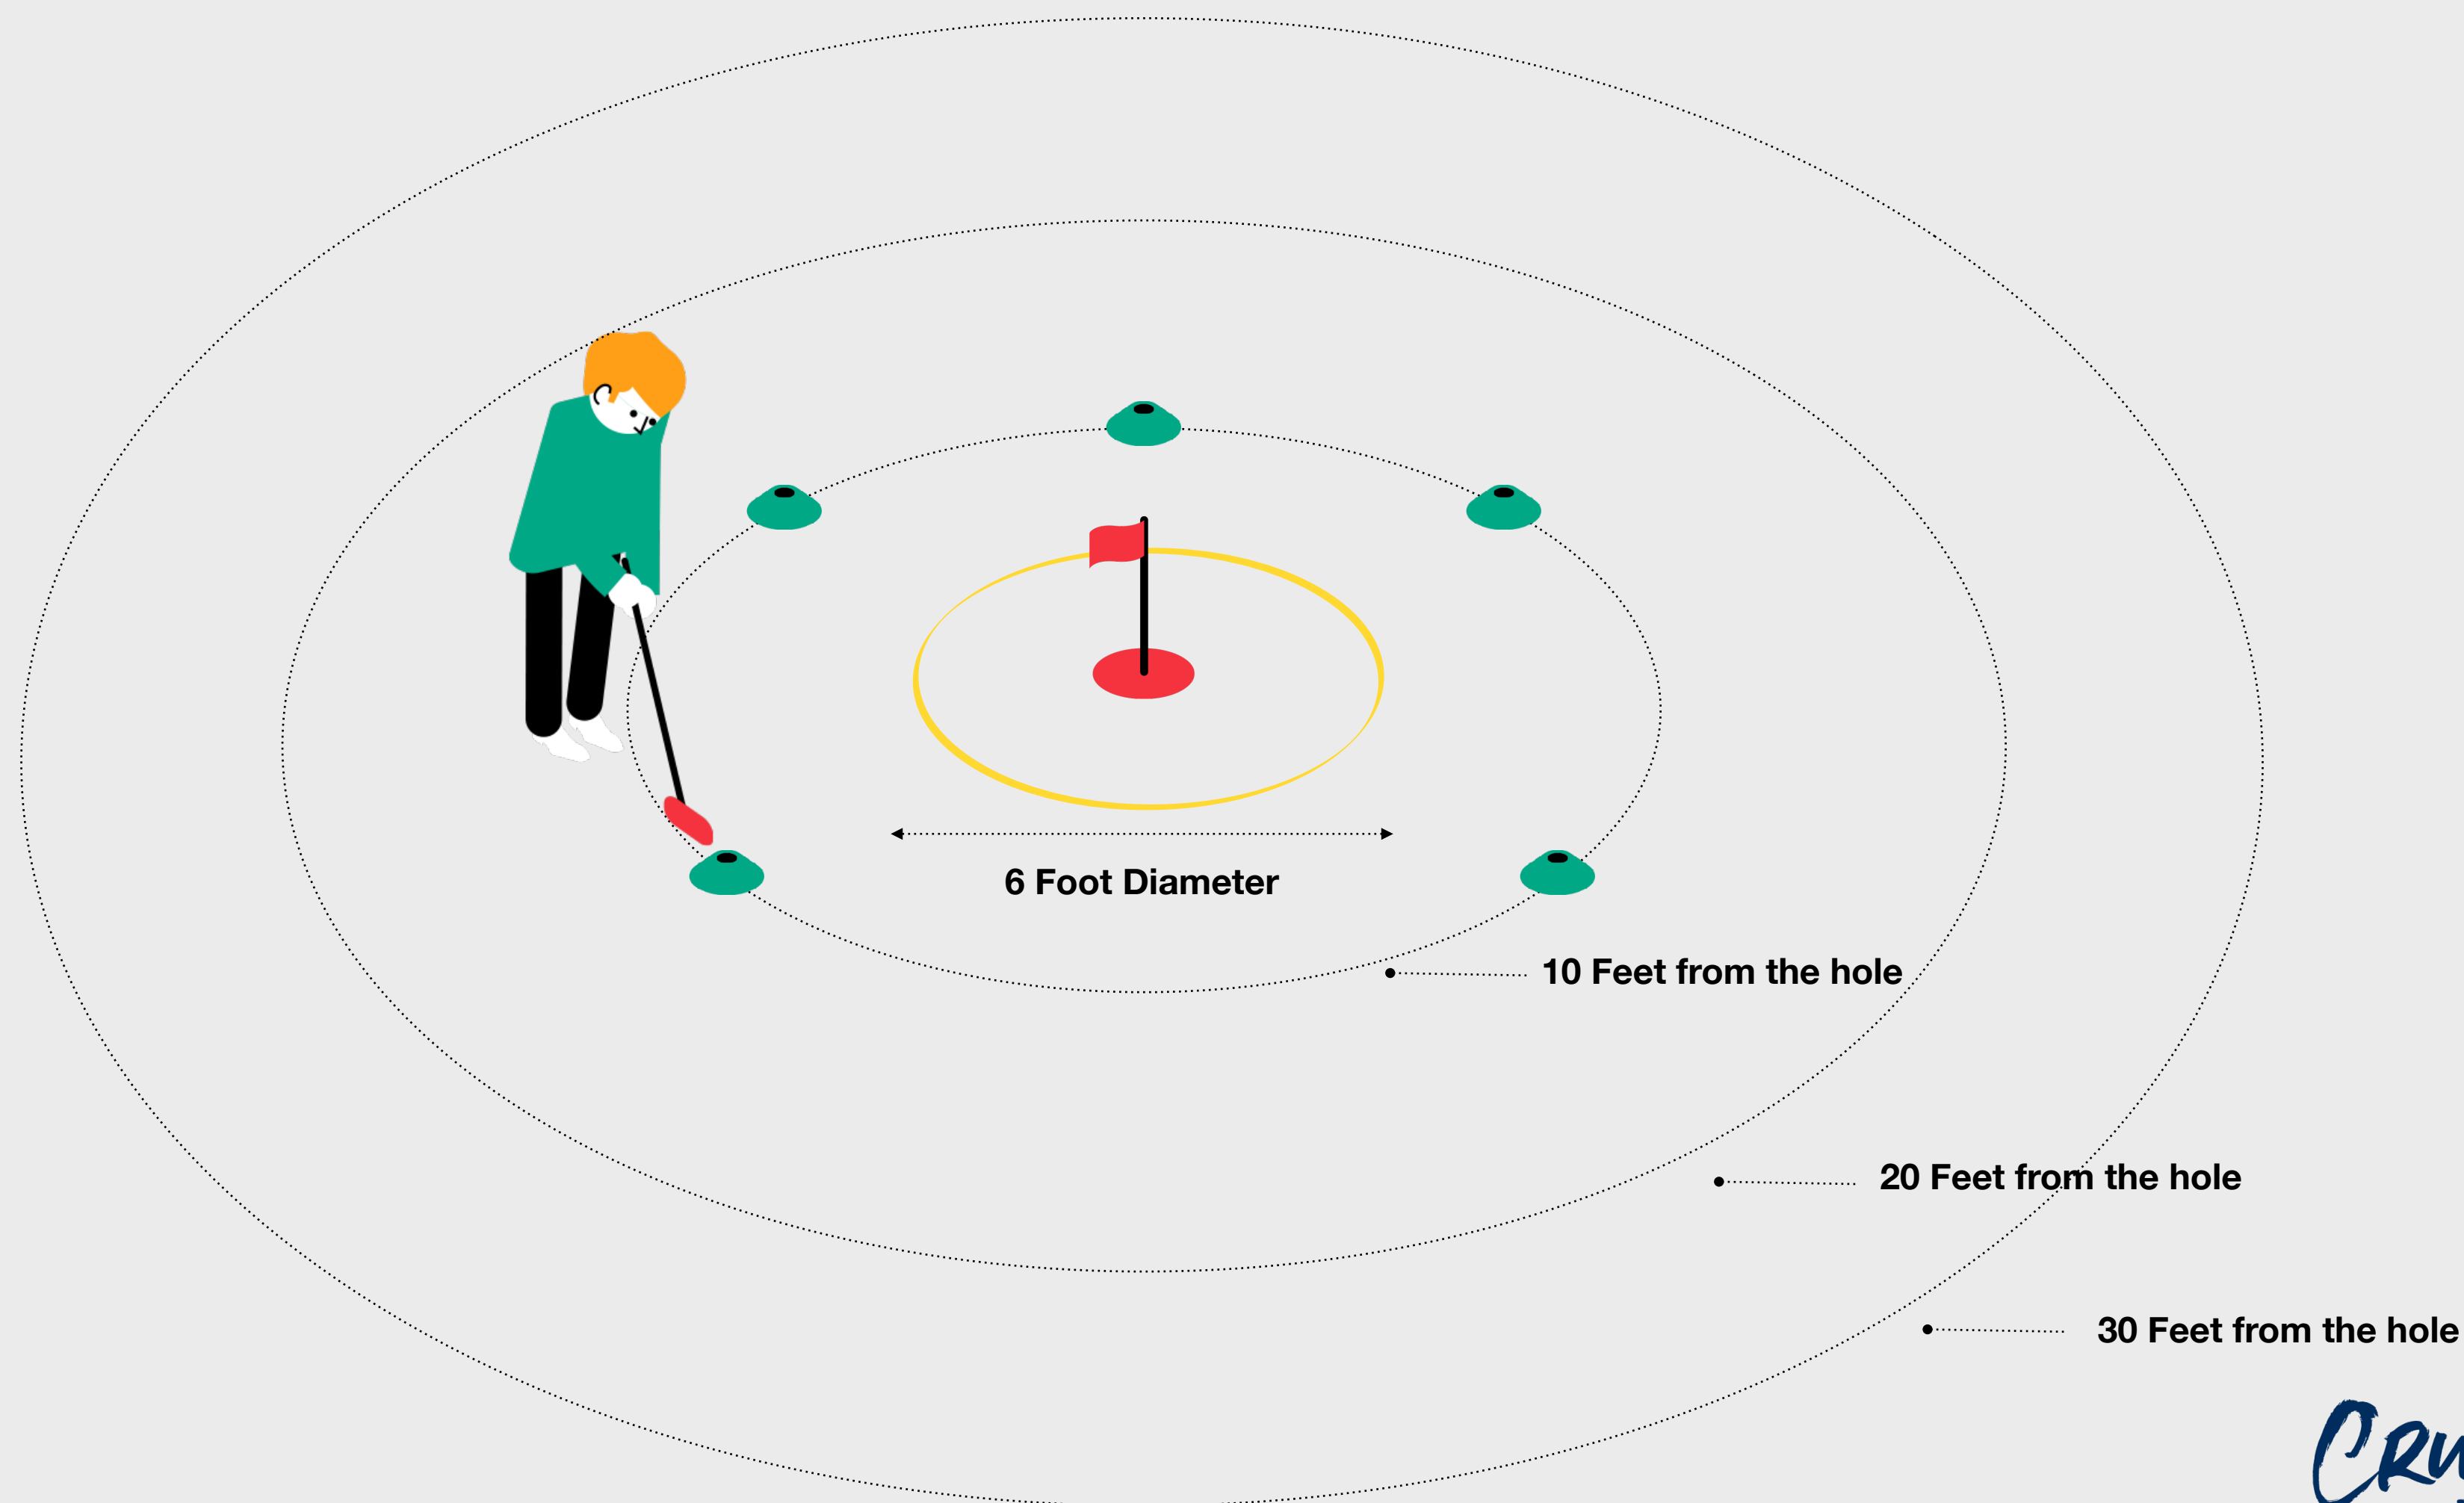 6 Foot Diameter
10 Feet from the hole
20 Feet from the hole
30 Feet from the hole